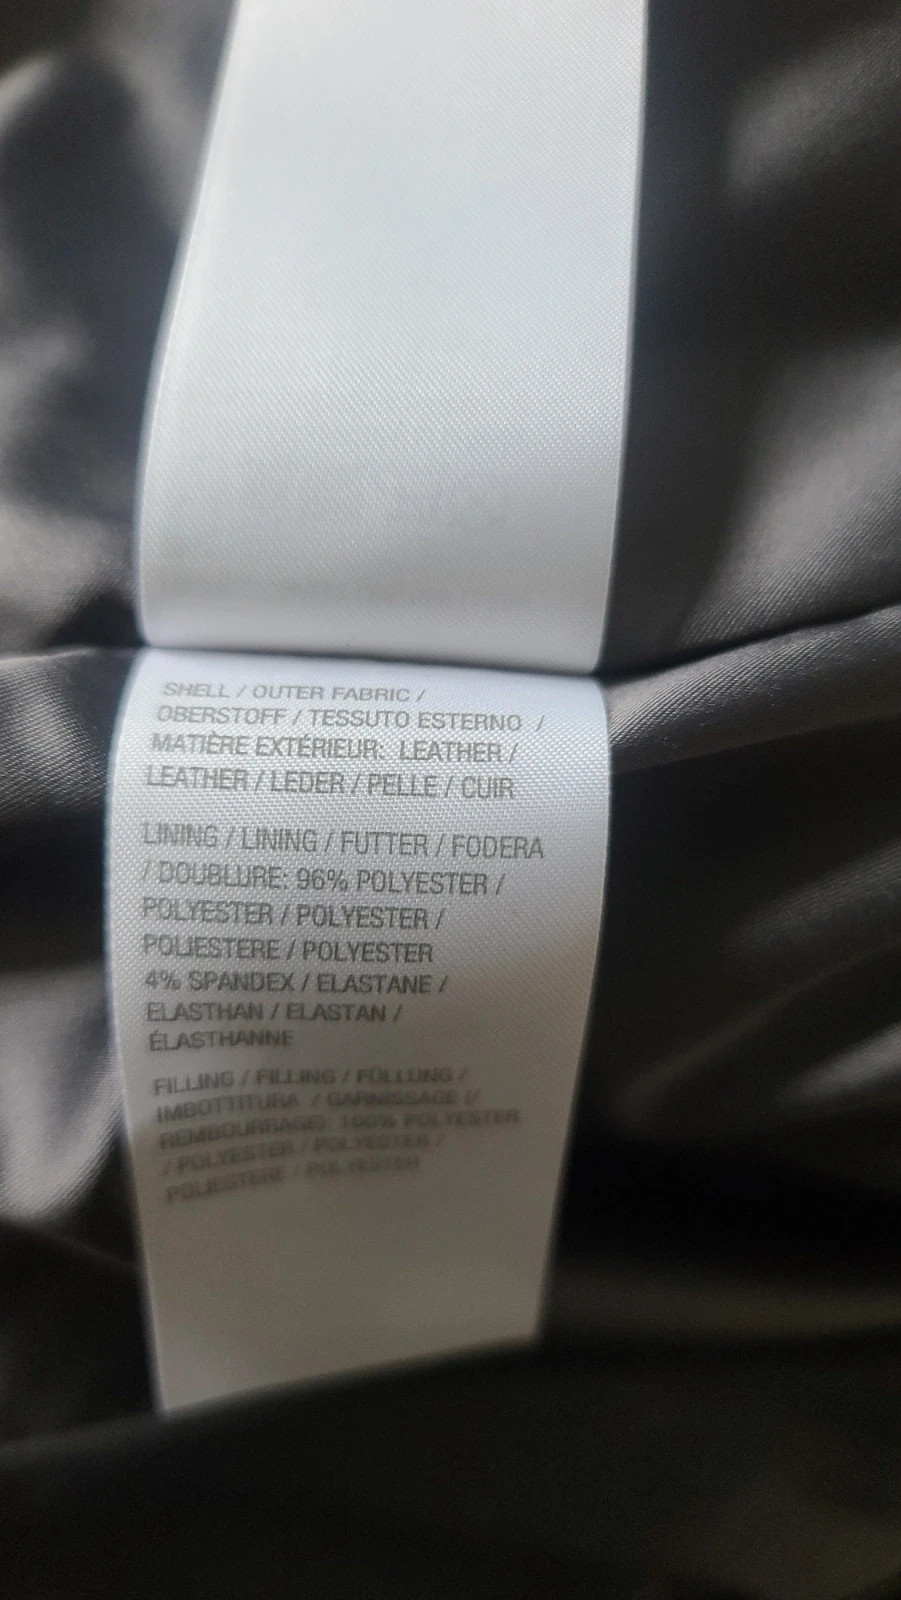 SHELL / OUTER FABRIC /
OBERSTOFF / TESSUTO ESTERNO /
MATIÈRE EXTÉRIEUR: LEATHER /
LEATHER / LEDER / PELLE / CUIR
LINING / LINING / FUTTER / FODERA
/ DOUBLURE: 96% POLYESTER /
POLYESTER / POLYESTER /
POLIESTERE / POLYESTER
4% SPANDEX / ELASTANE /
ELASTHAN / ELASTAN /
ÉLASTHANNE
FILLING / FILLING / FÜLLUNG /
IMBOTTITURA / GARNISSAGE (/
REMBOURRAGE): 100% POLYESTER
/ POLYESTER / POLYESTER /
POLIESTERE / POLYESTER